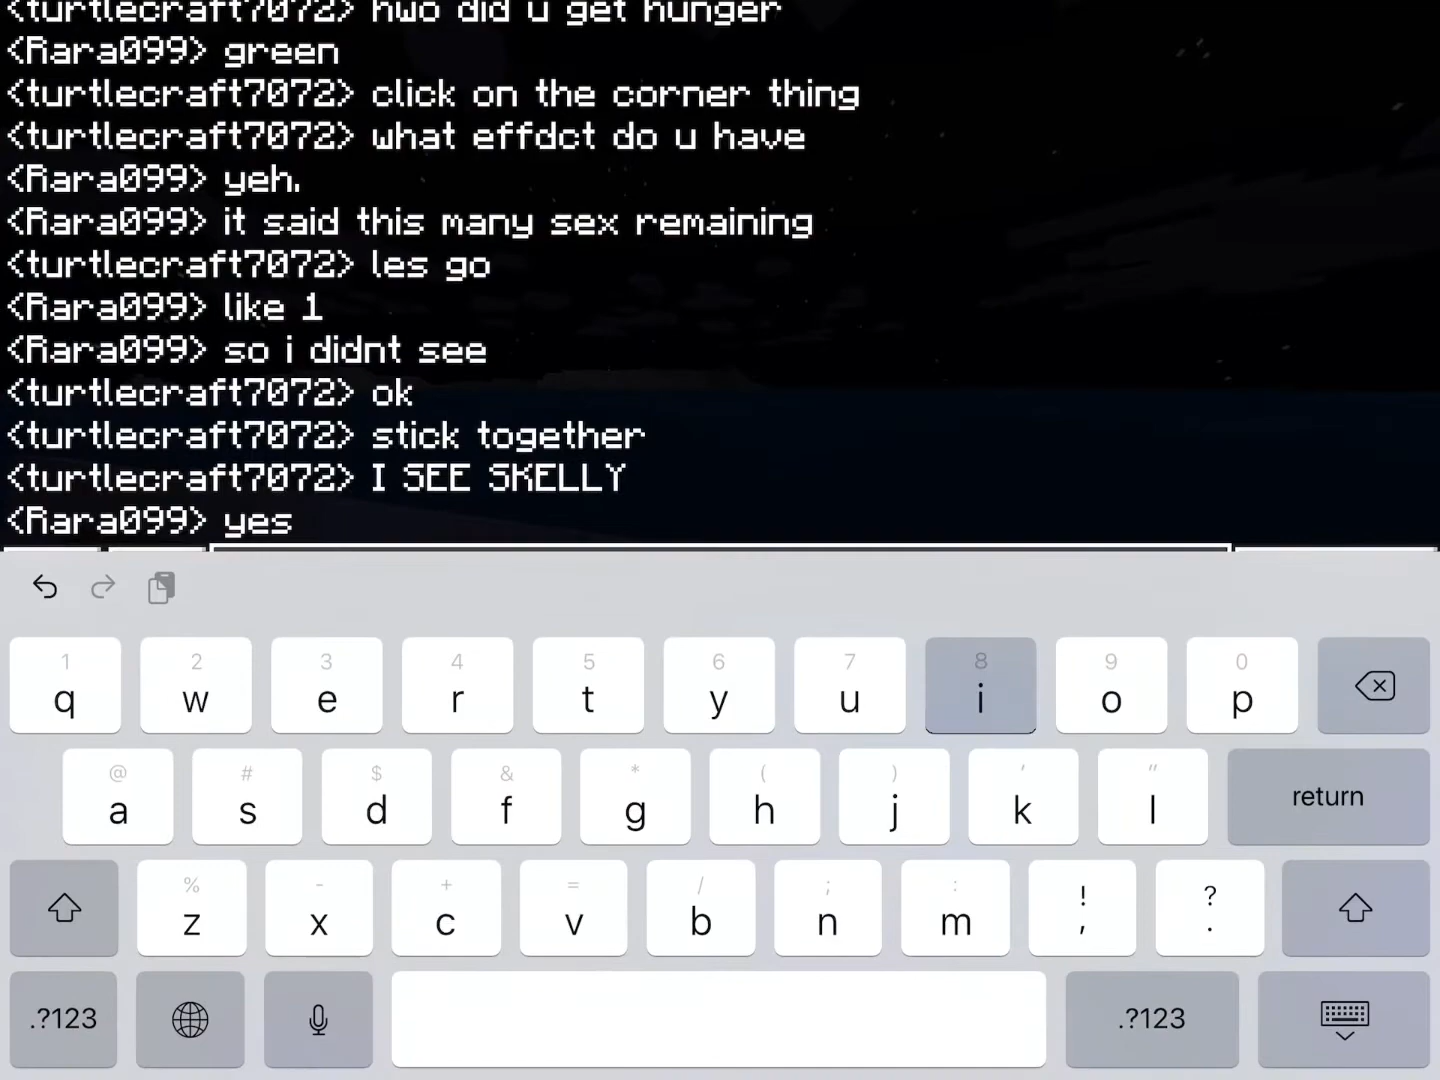 <turtlecraft7072> hwo did u get hunger
<Rara099> green
<turtlecraft7072> click on the corner thing
<turtlecraft7072> what effdct do u have
<Rara099> yeh.
<Rara099> it said this many sex remaining
<turtlecraft7072> les go
<Rara099> like 1
<Rara099> so i didnt see
<turtlecraft7072> ok
<turtlecraft7072> stick together
<turtlecraft7072> I SEE SKELLY
<Rara099> yes
1 2 3 4 5 6 7 8 9 0
q w e r t y u i o p
@ # $ & * ( ) ' "
a s d f g h j k l return
% - + = / ; : ! ?
z x c v b n m , .
.?123 .?123